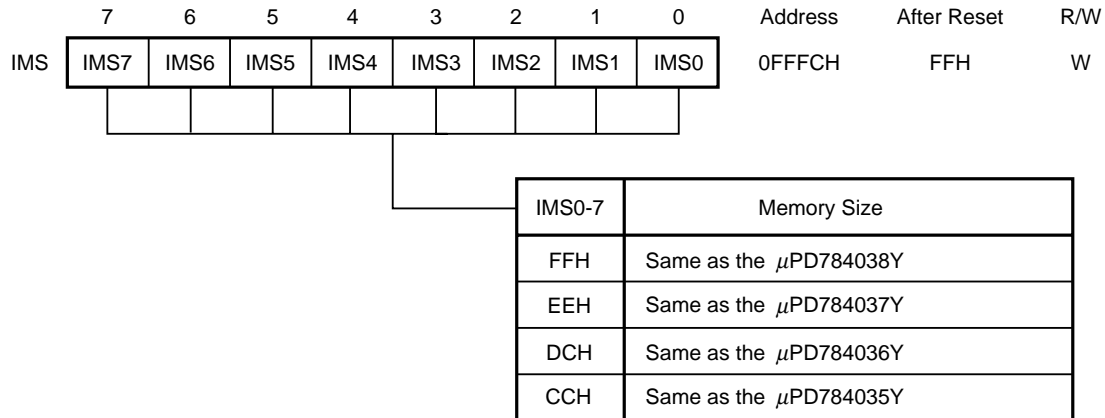 7 6 5 4 3 2 1 0 Address After Reset R/W
IMS IMS7 IMS6 IMS5 IMS4 IMS3 IMS2 IMS1 IMS0 0FFFCH FFH W
IMS0-7 Memory Size
FFH Same as the μPD784038Y
EEH Same as the μPD784037Y
DCH Same as the μPD784036Y
CCH Same as the μPD784035Y